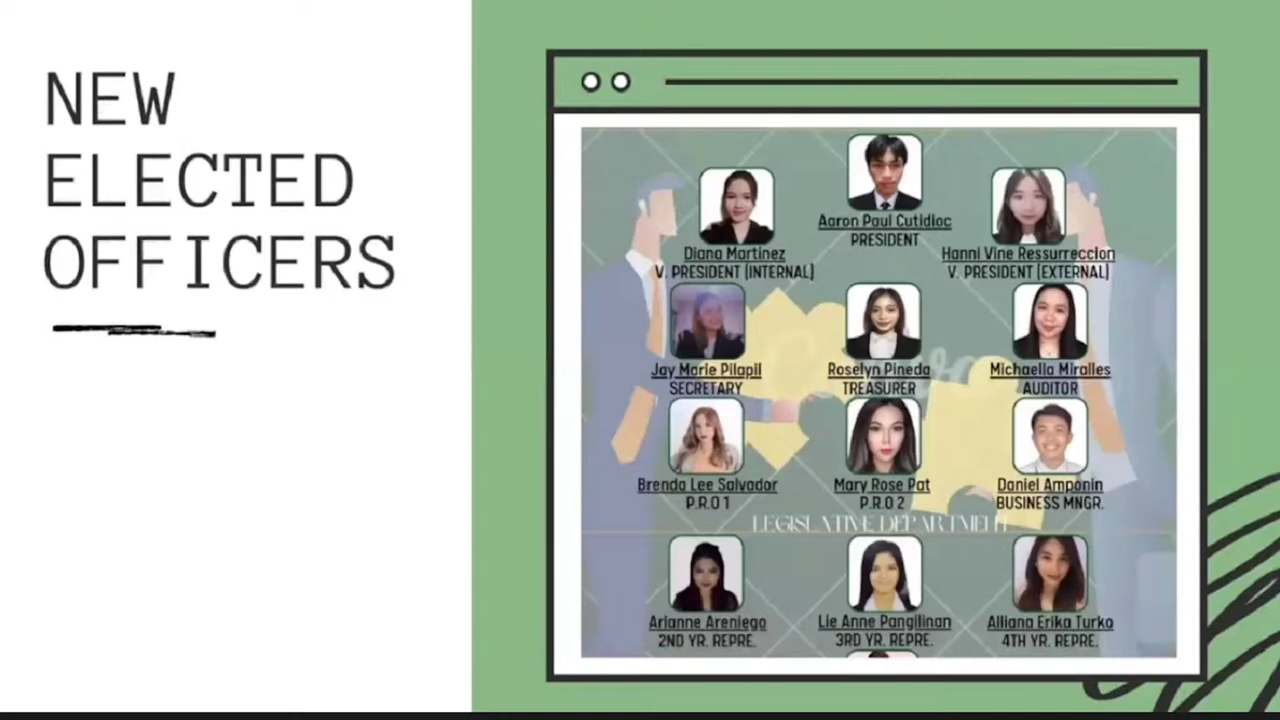 NEW
ELECTED
OFFICERS
Aaron Paul Cutidioc
PRESIDENT
Diana Martinez
V. PRESIDENT (INTERNAL)
Hanni Vine Ressurreccion
V. PRESIDENT (EXTERNAL)
Jay Marie Pilapil
SECRETARY
Roselyn Pineda
TREASURER
Michaella Miralles
AUDITOR
Brenda Lee Salvador
P.R.O 1
Mary Rose Pat
P.R.O 2
Daniel Amponin
BUSINESS MNGR.
LEGISLATIVE DEPARTMENT
Arianne Areniego
2ND YR. REPRE.
Lie Anne Pangilinan
3RD YR. REPRE.
Alliana Erika Turko
4TH YR. REPRE.